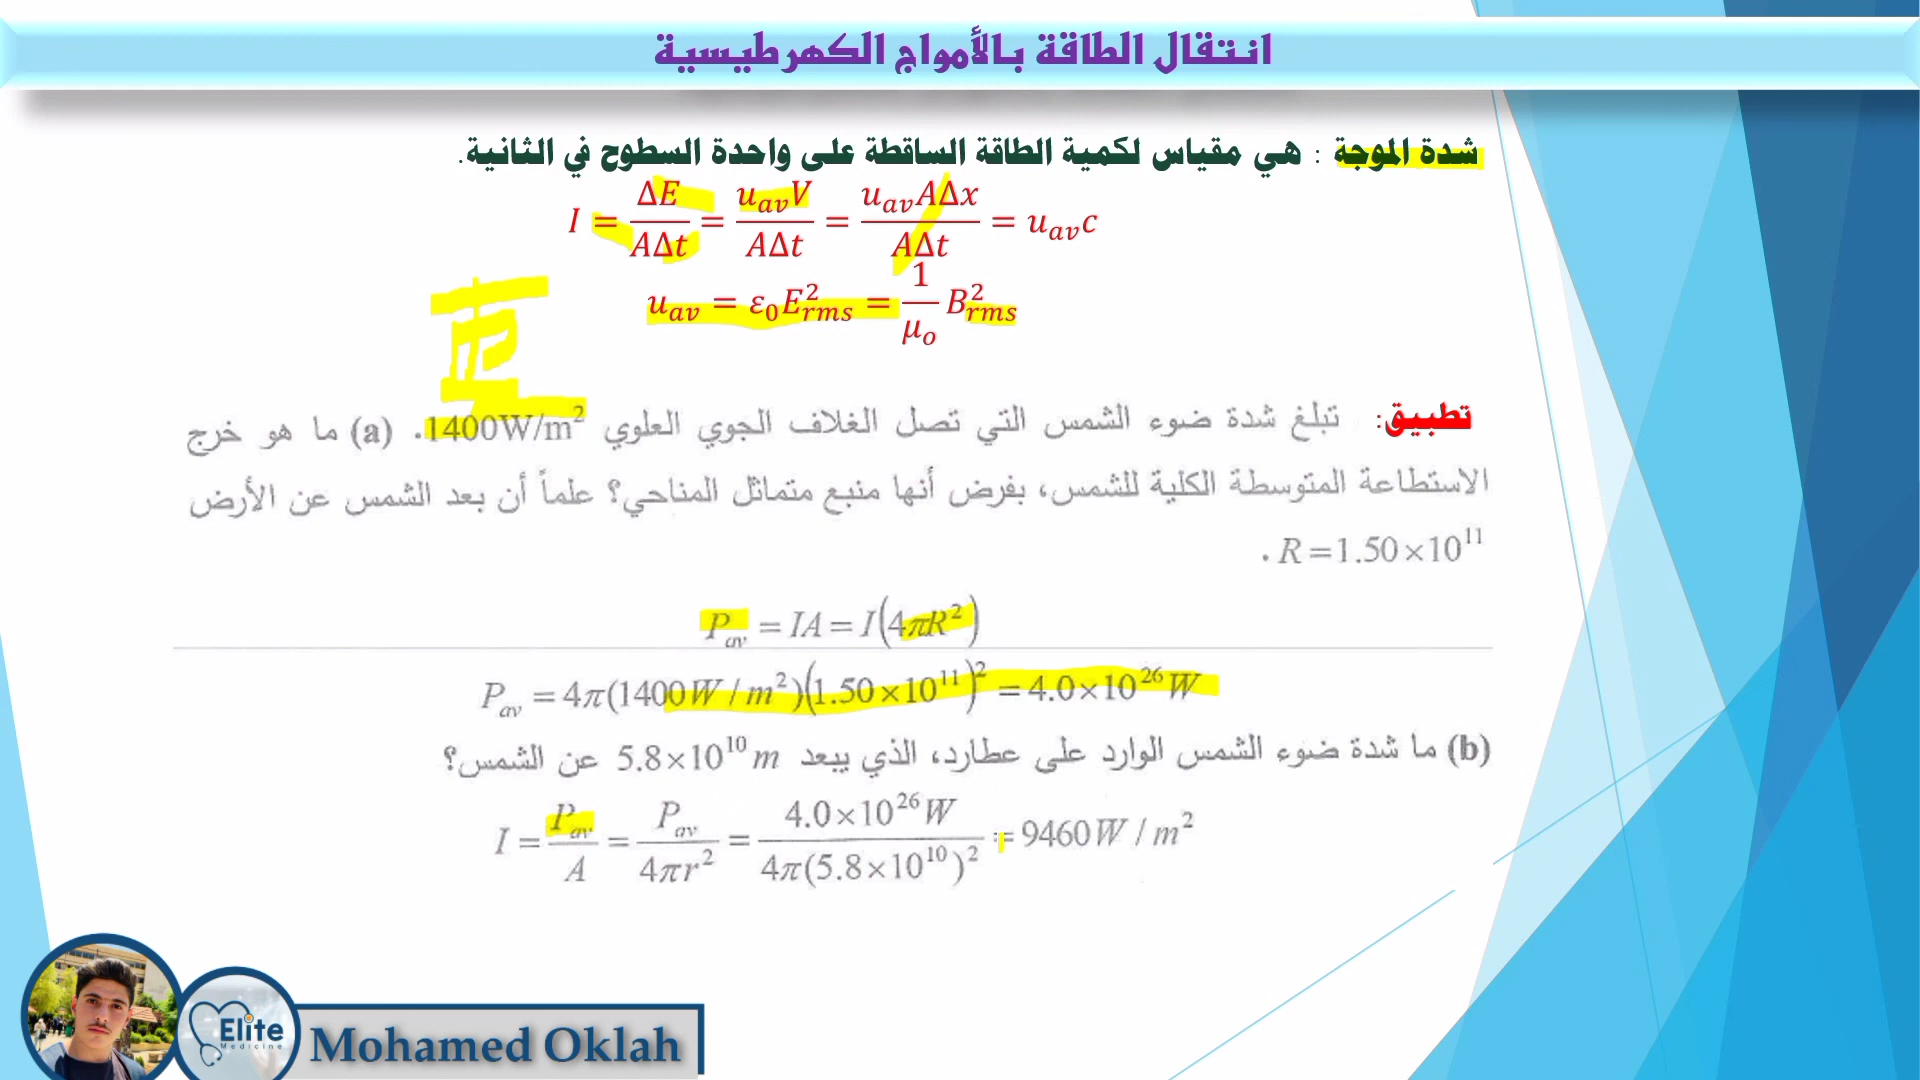 انتقال الطاقة بالأمواج الكهرطيسية
شدة الموجة : هي مقياس لكمية الطاقة الساقطة على واحدة السطوح في الثانية.
I = ΔE/AΔt = u_av V/AΔt = u_av AΔx/AΔt = u_av c
u_av = ε₀E²_rms = 1/μ_o B²_rms
تطبيق: تبلغ شدة ضوء الشمس التي تصل الغلاف الجوي العلوي 1400W/m². (a) ما هو خرج
الاستطاعة المتوسطة الكلية للشمس، بفرض أنها منبع متماثل المناحي؟ علماً أن بعد الشمس عن الأرض
R=1.50×10¹¹ .
P_av = IA = I(4πR²)
P_av = 4π(1400W / m²)(1.50×10¹¹)² = 4.0×10²⁶ W
(b) ما شدة ضوء الشمس الوارد على عطارد، الذي يبعد 5.8×10¹⁰ m عن الشمس؟
I = P_av/A = P_av/4πr² = 4.0×10²⁶ W/4π(5.8×10¹⁰)² = 9460W / m²
Elite
Medicine
Mohamed Oklah